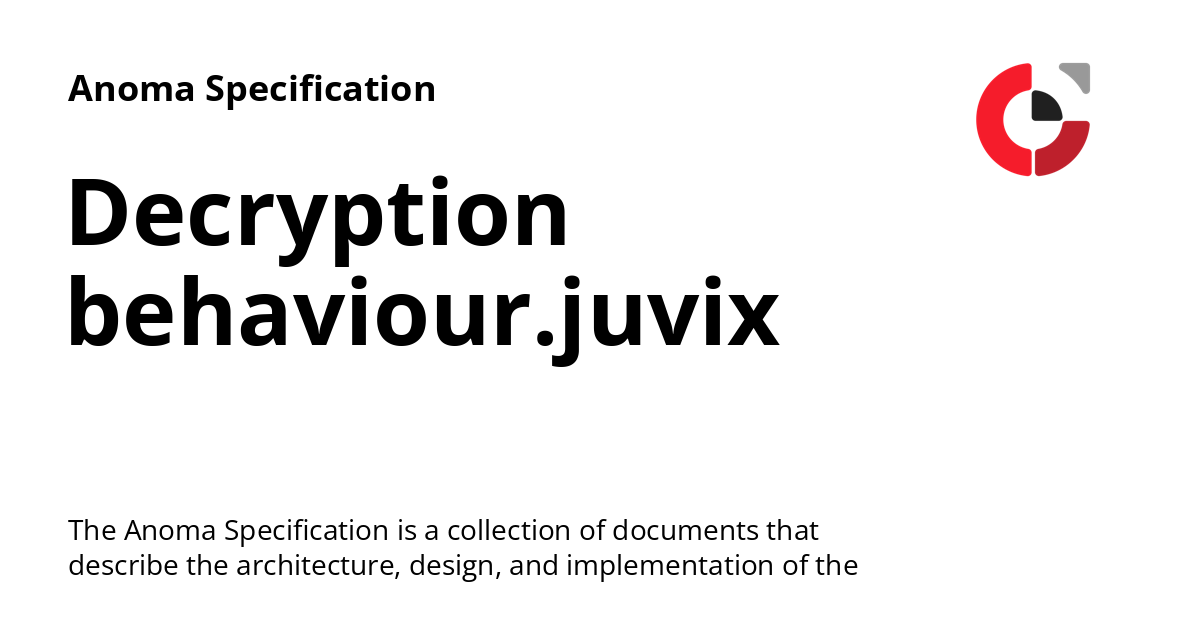 Anoma Specification
Decryption
behaviour.juvix
The Anoma Specification is a collection of documents that
describe the architecture, design, and implementation of the